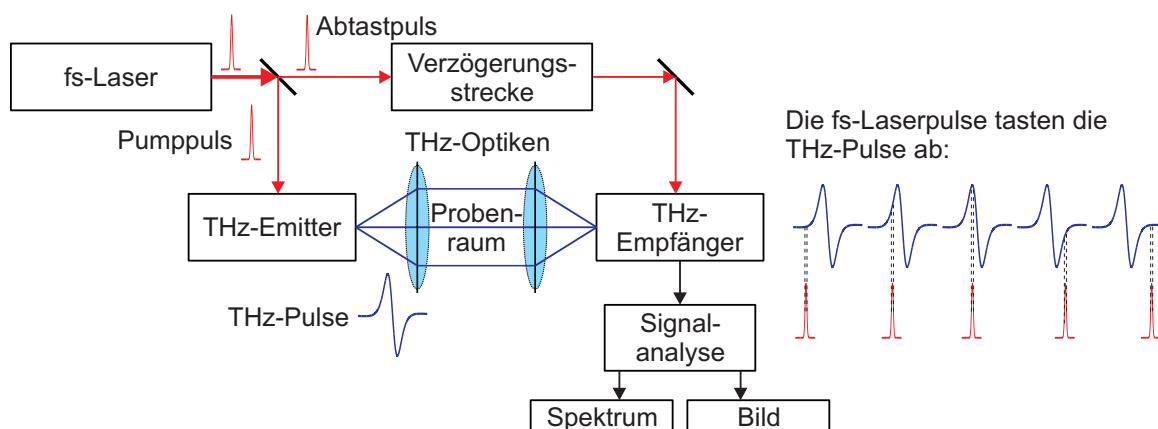 Abtastpuls
fs-Laser
Verzögerungs-
strecke
Pumppuls
THz-Optiken
THz-Emitter
Proben-
raum
THz-
Empfänger
THz-Pulse
Signal-
analyse
Spektrum
Bild
Die fs-Laserpulse tasten die
THz-Pulse ab: